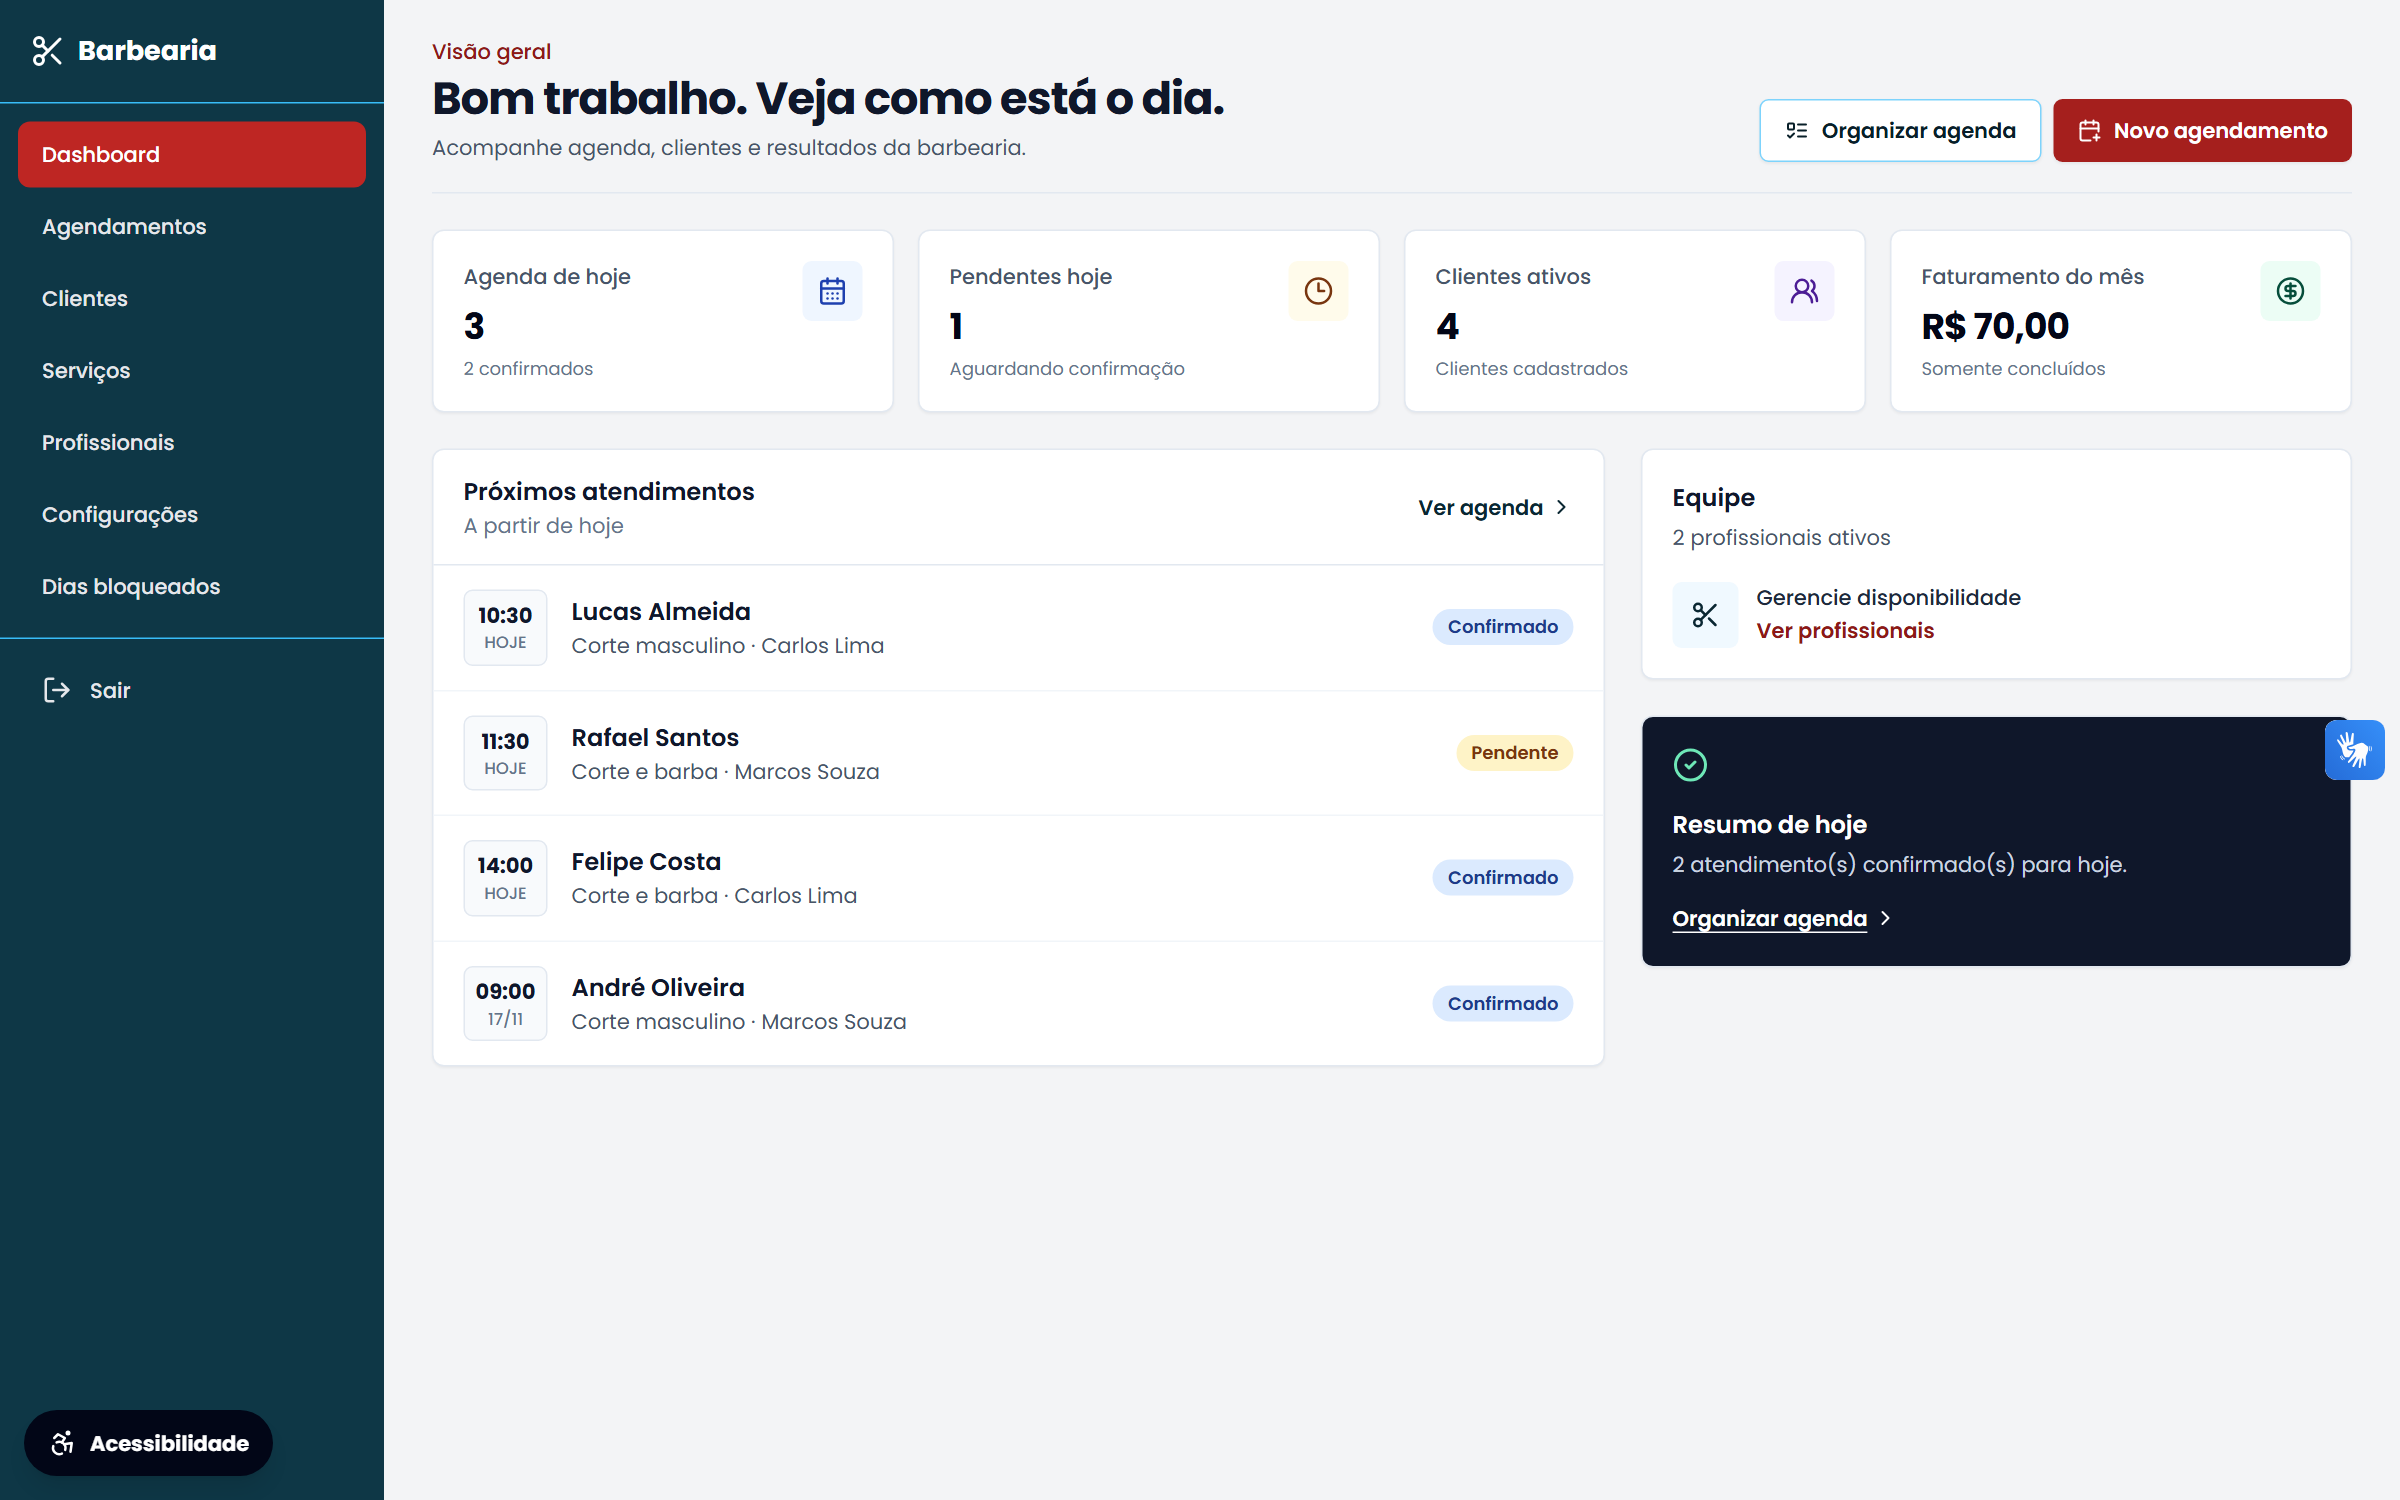 Barbearia
Dashboard
Agendamentos
Clientes
Serviços
Profissionais
Configurações
Dias bloqueados
Sair
Acessibilidade
Visão geral
Bom trabalho. Veja como está o dia.
Acompanhe agenda, clientes e resultados da barbearia.
Organizar agenda
Novo agendamento
Agenda de hoje
3
2 confirmados
Pendentes hoje
1
Aguardando confirmação
Clientes ativos
4
Clientes cadastrados
Faturamento do mês
R$ 70,00
Somente concluídos
Próximos atendimentos
A partir de hoje
Ver agenda
10:30
HOJE
Lucas Almeida
Corte masculino · Carlos Lima
Confirmado
11:30
HOJE
Rafael Santos
Corte e barba · Marcos Souza
Pendente
14:00
HOJE
Felipe Costa
Corte e barba · Carlos Lima
Confirmado
09:00
17/11
André Oliveira
Corte masculino · Marcos Souza
Confirmado
Equipe
2 profissionais ativos
Gerencie disponibilidade
Ver profissionais
Resumo de hoje
2 atendimento(s) confirmado(s) para hoje.
Organizar agenda